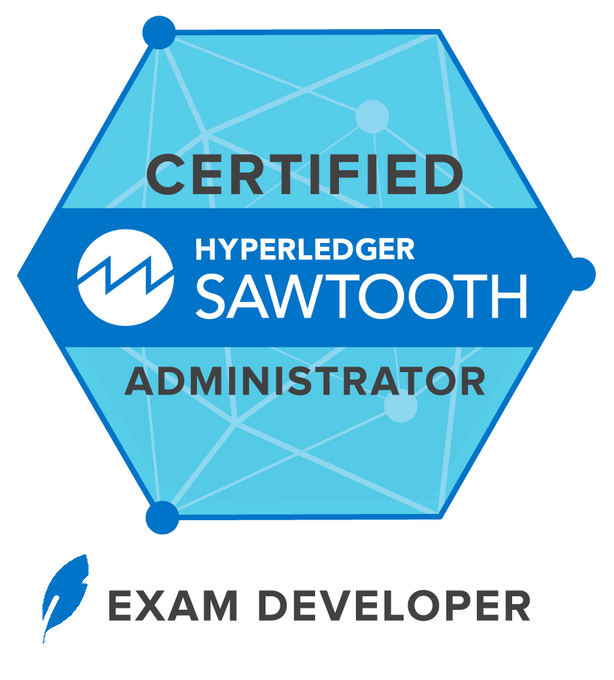 CERTIFIED
HYPERLEDGER
SAWTOOTH
ADMINISTRATOR
EXAM DEVELOPER